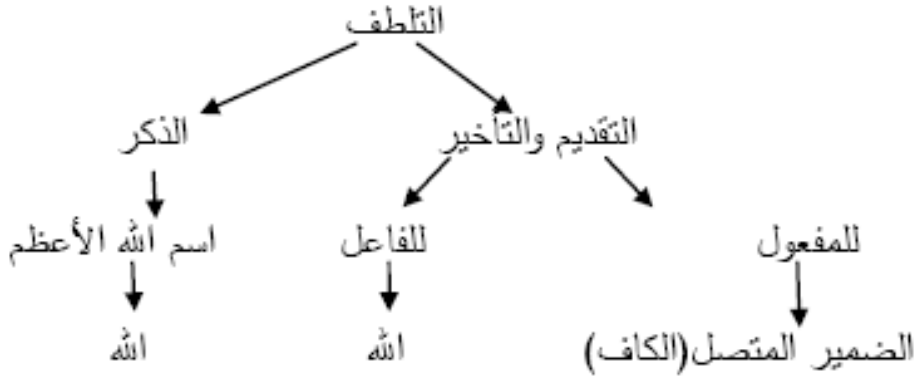 التلطف
التقديم والتأخير
الذكر
للمفعول
للفاعل
اسم الله الأعظم
الضمير المتصل(الكاف)
الله
الله